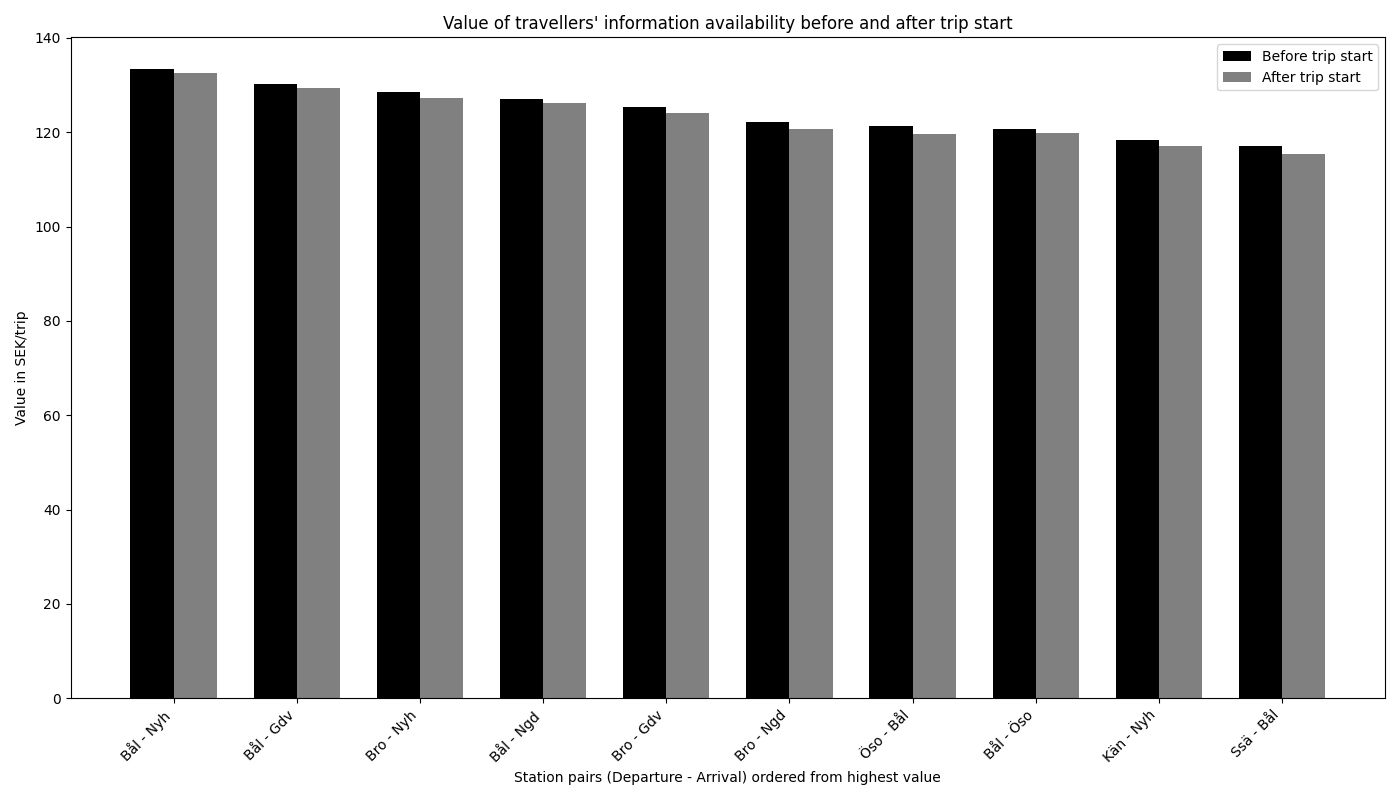 Value of travellers' information availability before and after trip start
Before trip start
After trip start
Value in SEK/trip
140
120
100
80
60
40
20
0
Bål - Nyh
Bål - Gdv
Bro - Nyh
Bål - Ngd
Bro - Gdv
Bro - Ngd
Öso - Bål
Bål - Öso
Kän - Nyh
Ssä - Bål
Station pairs (Departure - Arrival) ordered from highest value